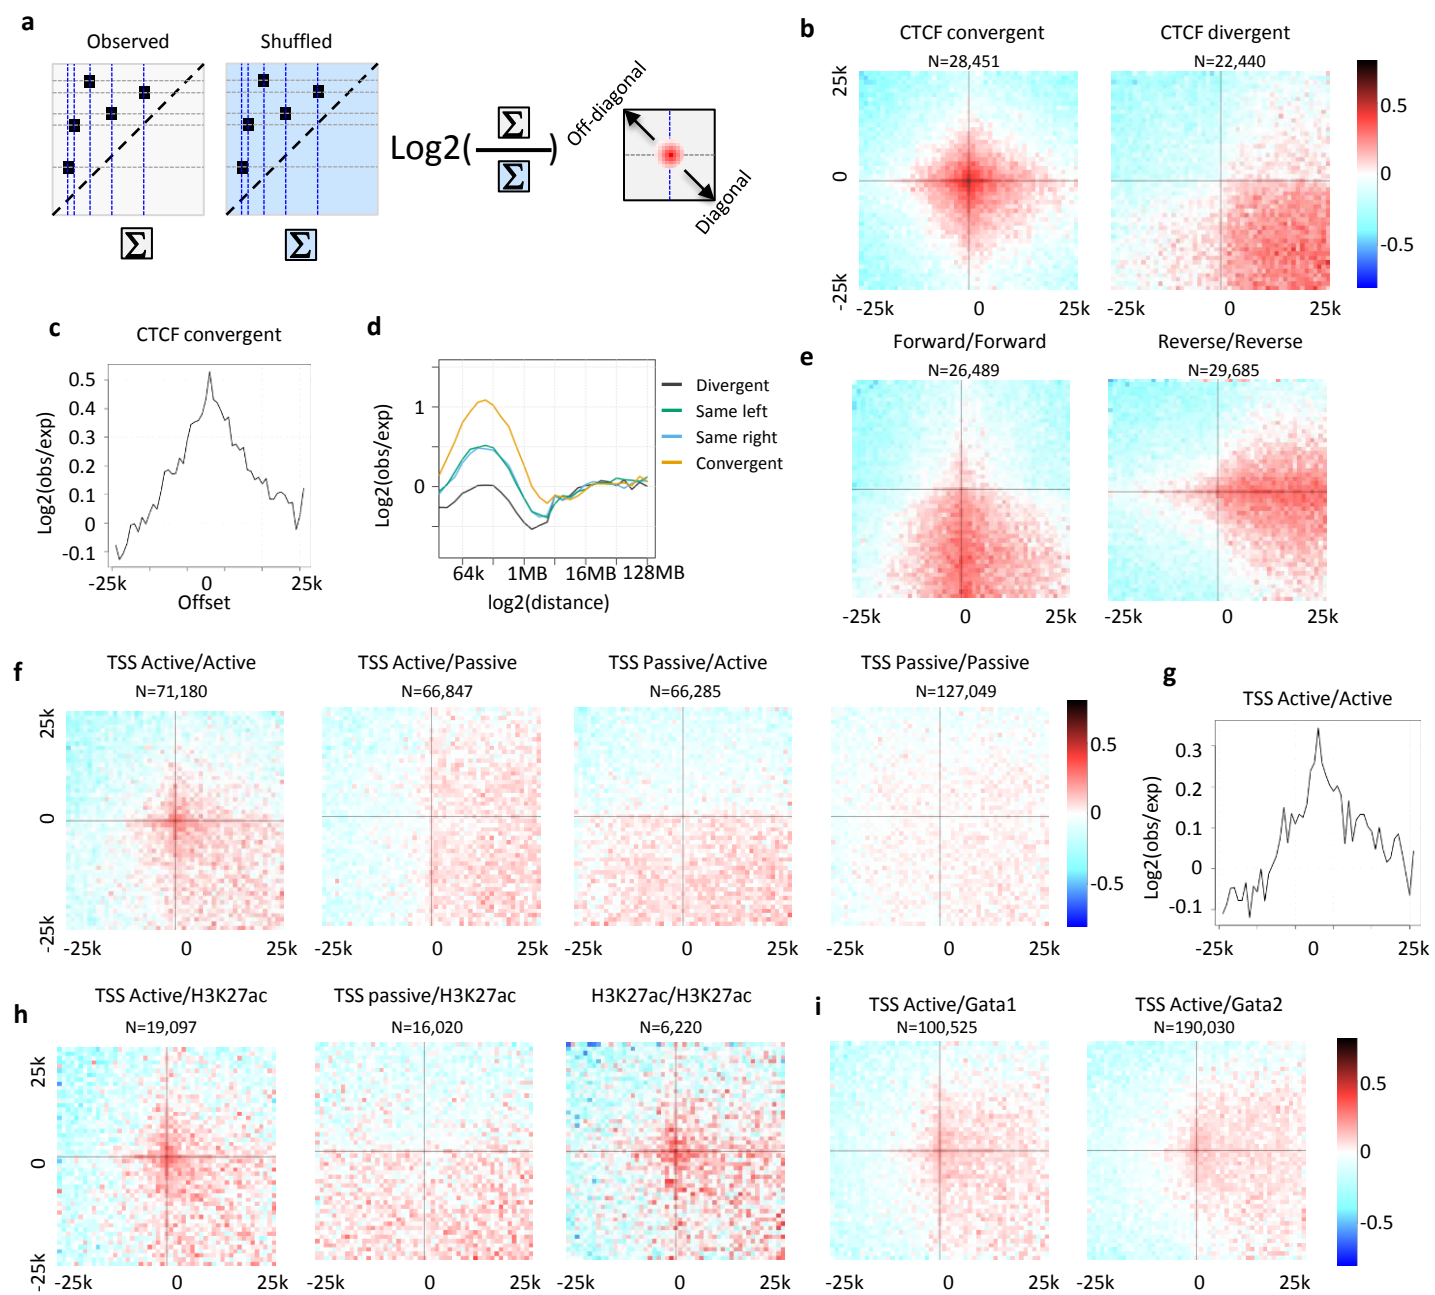 a
Observed
Shuffled
Σ
Σ
Log2(
Σ
Σ
)
Off-diagonal
Diagonal
b
CTCF convergent
N=28,451
CTCF divergent
N=22,440
25k
0
-25k
-25k
0
25k
-25k
0
25k
0.5
0
-0.5
c
CTCF convergent
Log2(obs/exp)
0.5
0.4
0.3
0.2
0.1
0
-0.1
-25k
0
25k
Offset
d
Log2(obs/exp)
1
0
64k
1MB
16MB
128MB
log2(distance)
Divergent
Same left
Same right
Convergent
e
Forward/Forward
N=26,489
Reverse/Reverse
N=29,685
-25k
0
25k
-25k
0
25k
f
TSS Active/Active
N=71,180
TSS Active/Passive
N=66,847
TSS Passive/Active
N=66,285
TSS Passive/Passive
N=127,049
25k
0
-25k
-25k
0
25k
-25k
0
25k
-25k
0
25k
-25k
0
25k
0.5
0
-0.5
g
TSS Active/Active
Log2(obs/exp)
0.3
0.2
0.1
0
-0.1
-25k
0
25k
h
TSS Active/H3K27ac
N=19,097
TSS passive/H3K27ac
N=16,020
H3K27ac/H3K27ac
N=6,220
25k
0
-25k
-25k
0
25k
-25k
0
25k
-25k
0
25k
i
TSS Active/Gata1
N=100,525
TSS Active/Gata2
N=190,030
-25k
0
25k
-25k
0
25k
0.5
0
-0.5